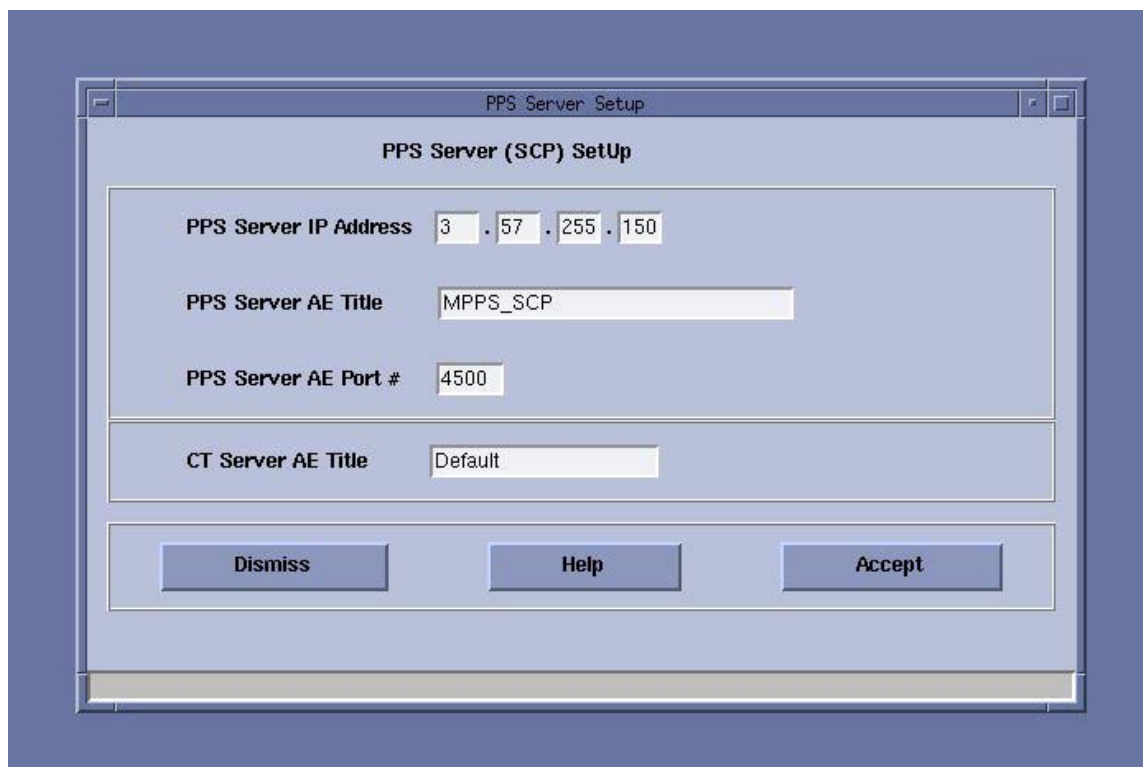 PPS Server Setup
PPS Server (SCP) SetUp
PPS Server IP Address 3 . 57 . 255 . 150
PPS Server AE Title MPPS_SCP
PPS Server AE Port # 4500
CT Server AE Title Default
Dismiss Help Accept